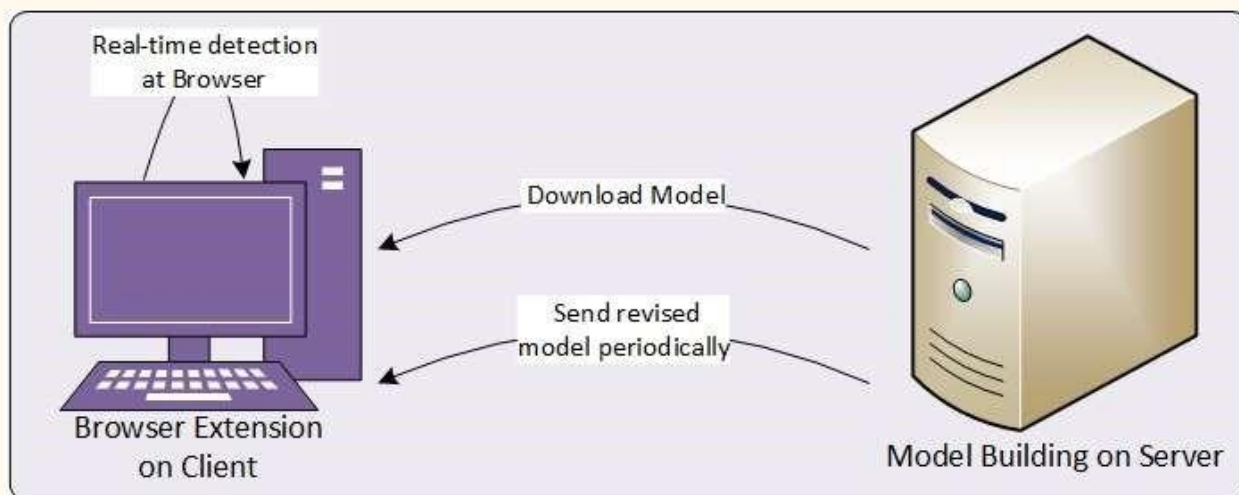 Real-time detection
at Browser
Download Model
Send revised
model periodically
Browser Extension
on Client
Model Building on Server